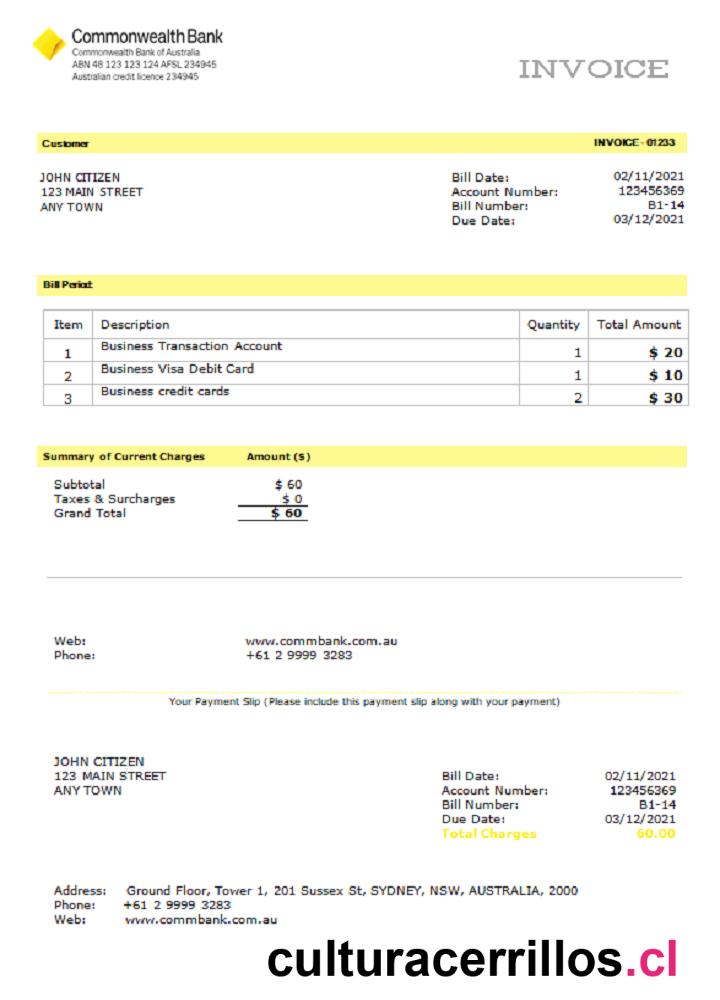 Commonwealth Bank
Commonwealth Bank of Australia
ABN 48 123 123 124 AFSL 234945
Australian credit licence 234945
INVOICE
Customer INVOICE - 01233
JOHN CITIZEN Bill Date: 02/11/2021
123 MAIN STREET Account Number: 123456369
ANY TOWN Bill Number: B1-14
Due Date: 03/12/2021
Bill Period:
Item Description Quantity Total Amount
1 Business Transaction Account 1 $ 20
2 Business Visa Debit Card 1 $ 10
3 Business credit cards 2 $ 30
Summary of Current Charges Amount ($)
Subtotal $ 60
Taxes & Surcharges $ 0
Grand Total $ 60
Web: www.commbank.com.au
Phone: +61 2 9999 3283
Your Payment Slip (Please include this payment slip along with your payment)
JOHN CITIZEN
123 MAIN STREET Bill Date: 02/11/2021
ANY TOWN Account Number: 123456369
Bill Number: B1-14
Due Date: 03/12/2021
Total Charges 60.00
Address: Ground Floor, Tower 1, 201 Sussex St, SYDNEY, NSW, AUSTRALIA, 2000
Phone: +61 2 9999 3283
Web: www.commbank.com.au
culturacerrillos.cl